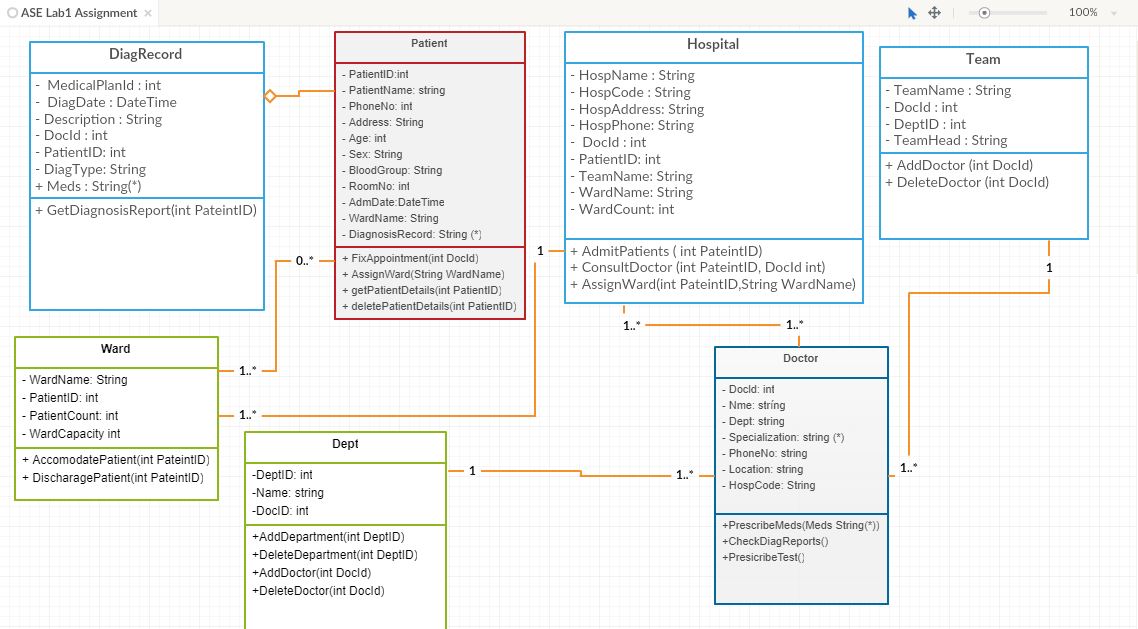 ASE Lab1 Assignment
100%
DiagRecord
- MedicalPlanId : int
- DiagDate : DateTime
- Description : String
- DocId : int
- PatientID: int
- DiagType: String
+ Meds : String(*)
+ GetDiagnosisReport(int PateintID)
Patient
- PatientID:int
- PatientName: string
- PhoneNo: int
- Address: String
- Age: int
- Sex: String
- BloodGroup: String
- RoomNo: int
- AdmDate:DateTime
- WardName: String
- DiagnosisRecord: String (*)
+ FixAppointment(int DocId)
+ AssignWard(String WardName)
+ getPatientDetails(int PatientID)
+ deletePatientDetails(int PatientID)
Hospital
- HospName : String
- HospCode : String
- HospAddress: String
- HospPhone: String
- DocId : int
- PatientID: int
- TeamName: String
- WardName: String
- WardCount: int
+ AdmitPatients ( int PateintID)
+ ConsultDoctor (int PateintID, DocId int)
+ AssignWard(int PateintID,String WardName)
Team
- TeamName : String
- DocId : int
- DeptID : int
- TeamHead : String
+ AddDoctor (int DocId)
+ DeleteDoctor (int DocId)
0..*
1
1
1..*
1..*
Ward
- WardName: String
- PatientID: int
- PatientCount: int
- WardCapacity int
+ AccomodatePatient(int PateintID)
+ DischargePatient(int PateintID)
1..*
1..*
Dept
-DeptID: int
-Name: string
-DocID: int
+AddDepartment(int DeptID)
+DeleteDepartment(int DeptID)
+AddDoctor(int DocId)
+DeleteDoctor(int DocId)
1
1..*
Doctor
- DocId: int
- Nme: stríng
- Dept: string
- Specialization: string (*)
- PhoneNo: string
- Location: string
- HospCode: String
+PrescribeMeds(Meds String(*))
+CheckDiagReports()
+PresicribeTest()
1..*